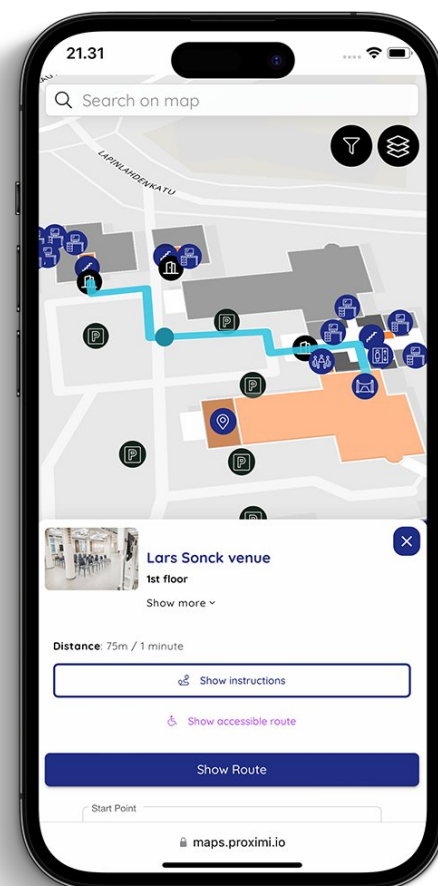 21.31
Search on map
LAPINLAHDENKATU
P
P
P
P
P
P
Lars Sonck venue
1st floor
Show more
Distance: 75m / 1 minute
Show instructions
Show accessible route
Show Route
Start Point
maps.proximi.io